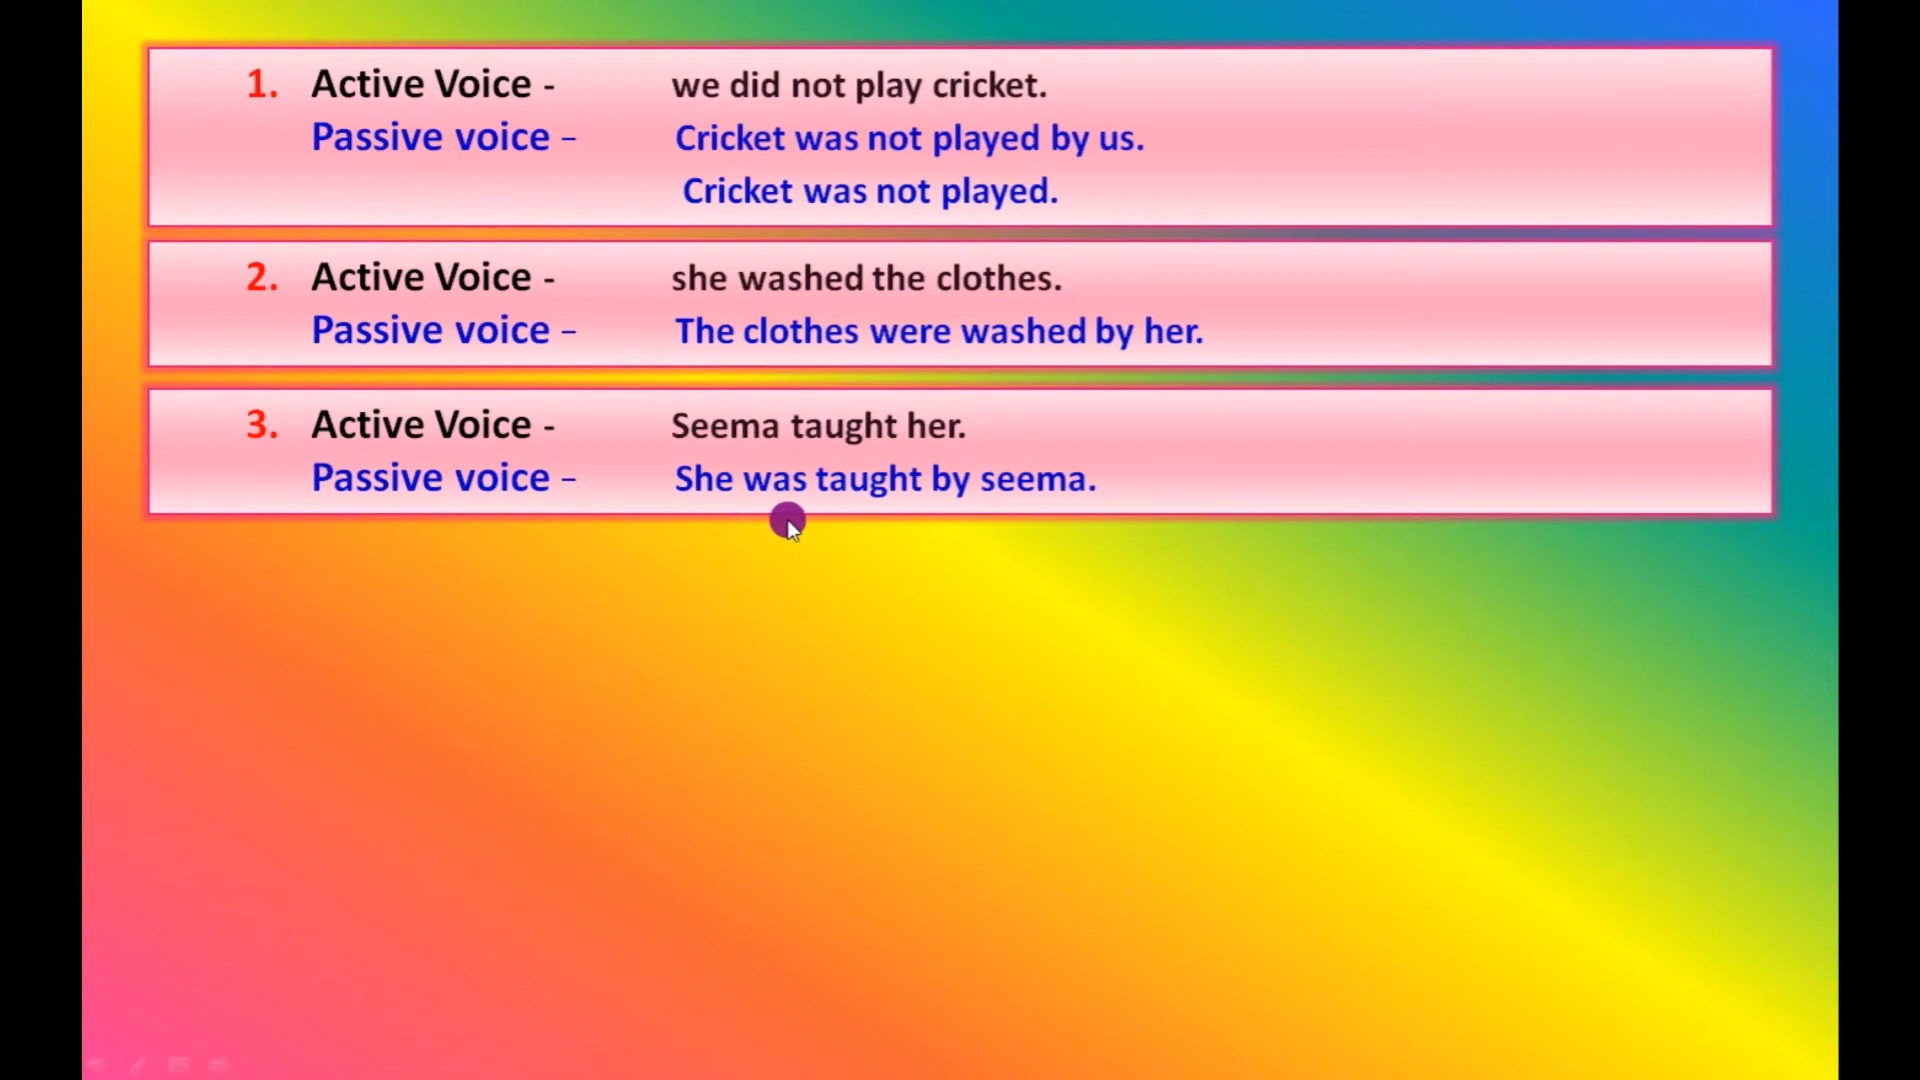 1. Active Voice - we did not play cricket.
Passive voice – Cricket was not played by us.
Cricket was not played.
2. Active Voice - she washed the clothes.
Passive voice – The clothes were washed by her.
3. Active Voice - Seema taught her.
Passive voice – She was taught by seema.